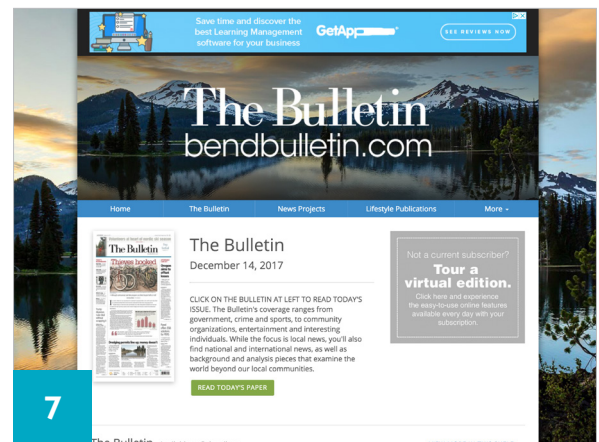 Save time and discover the
best Learning Management
software for your business
GetApp
SEE REVIEWS NOW
The Bulletin
bendbulletin.com
Home The Bulletin News Projects Lifestyle Publications More
The Bulletin
Thieves hooked
The Bulletin
December 14, 2017
CLICK ON THE BULLETIN AT LEFT TO READ TODAY'S
ISSUE. The Bulletin's coverage ranges from
government, crime and sports, to community
organizations, entertainment and interesting
individuals. While the focus is local news, you'll also
find national and international news, as well as
background and analysis pieces that examine the
world beyond our local communities.
READ TODAY'S PAPER
Not a current subscriber?
Tour a
virtual edition.
Click here and experience
the easy-to-use online features
available every day with your
subscription.
7
The Bulletin